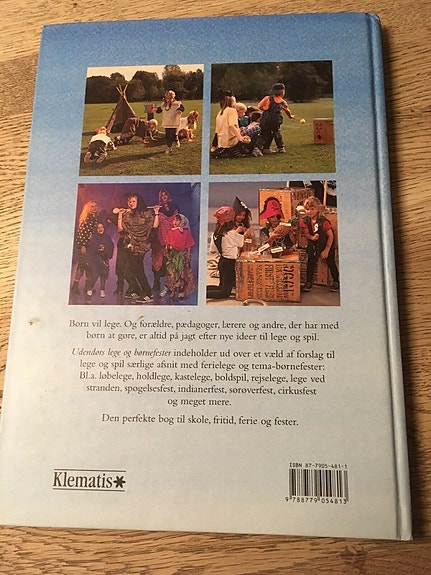 Børn vil lege. Og forældre, pædagoger, lærere og andre, der har med
børn at gøre, er altid på jagt efter nye ideer til lege og spil.
Udendørs lege og børnefester indeholder ud over et væld af forslag til
lege og spil særlige afsnit med ferielege og tema-børnefester:
Bl.a. løbelege, holdlege, kastelege, boldspil, rejselege, lege ved
stranden, spøgelsesfest, indianerfest, sørøverfest, cirkusfest
og meget mere.
Den perfekte bog til skole, fritid, ferie og fester.
Klematis
ISBN 87-7905-481-1
9 788779 054813